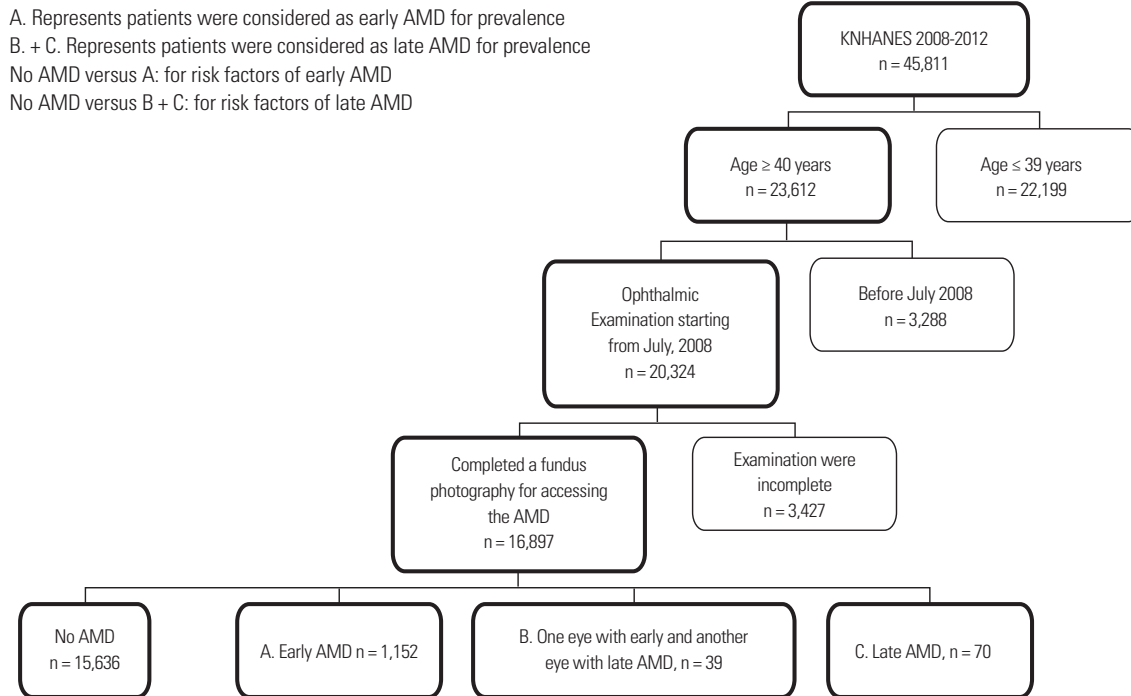 A. Represents patients were considered as early AMD for prevalence
B. + C. Represents patients were considered as late AMD for prevalence
No AMD versus A: for risk factors of early AMD
No AMD versus B + C: for risk factors of late AMD
KNHANES 2008-2012
n = 45,811
Age ≥ 40 years
n = 23,612
Age ≤ 39 years
n = 22,199
Ophthalmic
Examination starting
from July, 2008
n = 20,324
Before July 2008
n = 3,288
Completed a fundus
photography for accessing
the AMD
n = 16,897
Examination were
incomplete
n = 3,427
No AMD
n = 15,636
A. Early AMD n = 1,152
B. One eye with early and another
eye with late AMD, n = 39
C. Late AMD, n = 70